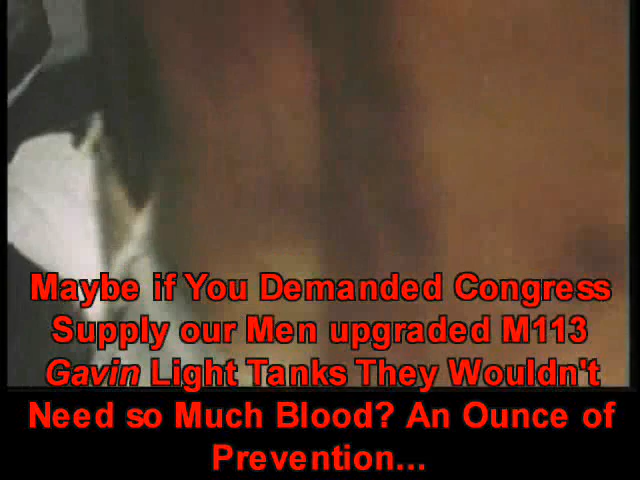 Maybe if You Demanded Congress
Supply our Men upgraded M113
Gavin Light Tanks They Wouldn't
Need so Much Blood? An Ounce of
Prevention...